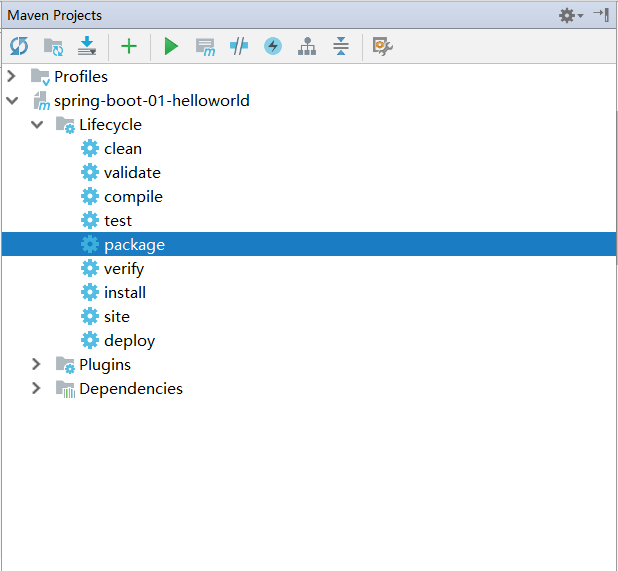 Maven Projects
Profiles
spring-boot-01-helloworld
Lifecycle
clean
validate
compile
test
package
verify
install
site
deploy
Plugins
Dependencies